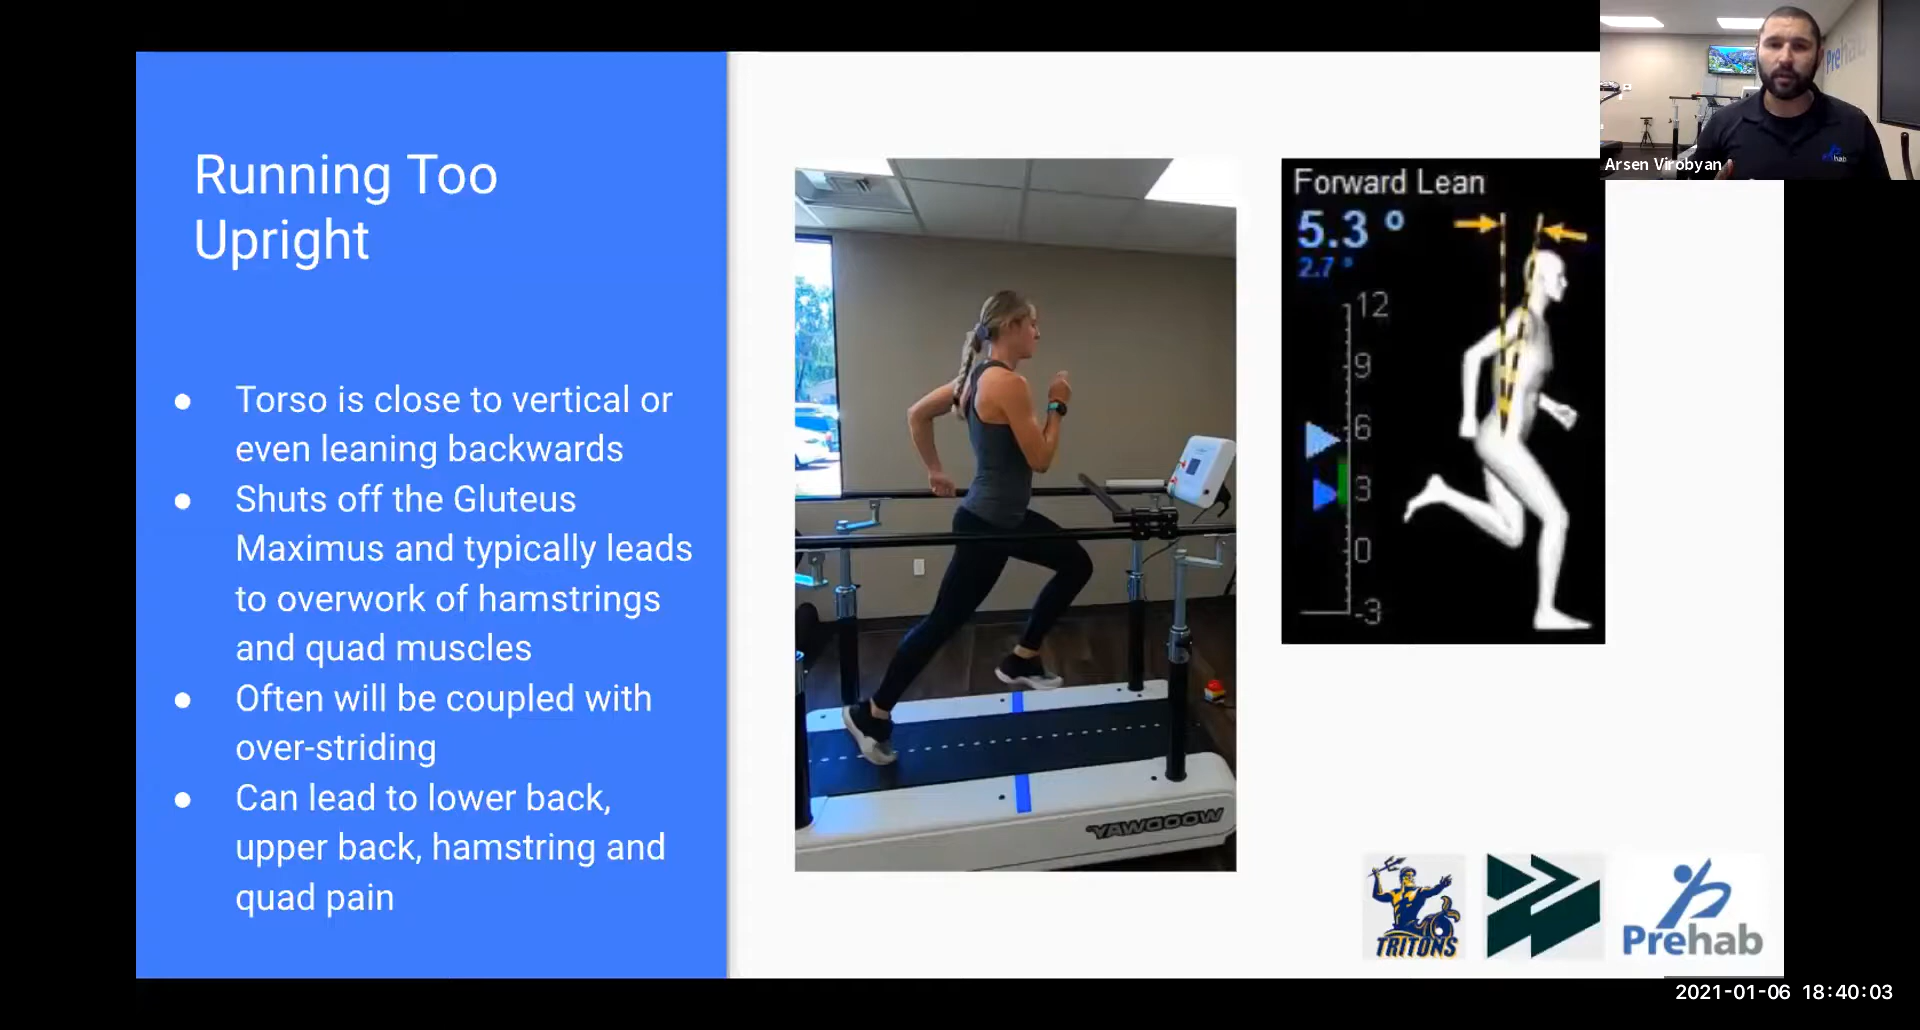 Running Too
Upright
● Torso is close to vertical or
even leaning backwards
● Shuts off the Gluteus
Maximus and typically leads
to overwork of hamstrings
and quad muscles
● Often will be coupled with
over-striding
● Can lead to lower back,
upper back, hamstring and
quad pain
WOOOWAY
Forward Lean
5.3 °
2.7 °
12
9
6
3
0
-3
Prehab
hab
Arsen Virobyan
TRITONS
Prehab
2021-01-06 18:40:03